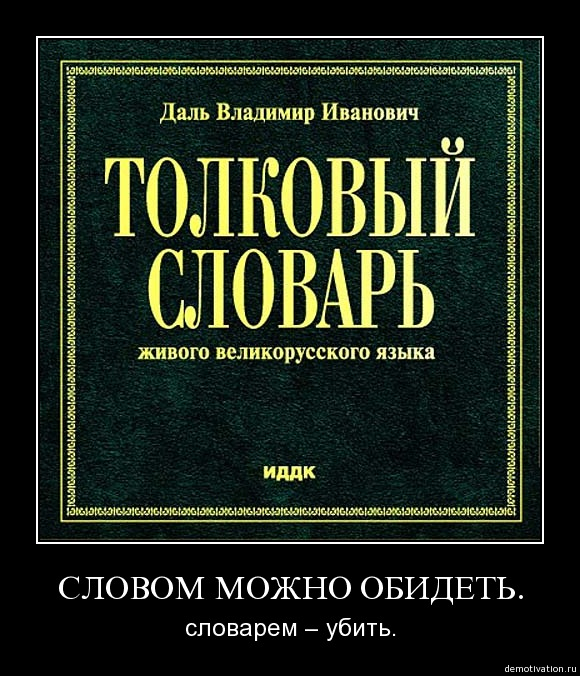 Даль Владимир Иванович
ТОЛКОВЫЙ
СЛОВАРЬ
живого великорусского языка
ИДДК
СЛОВОМ МОЖНО ОБИДЕТЬ.
словарем – убить.
demotivation.ru